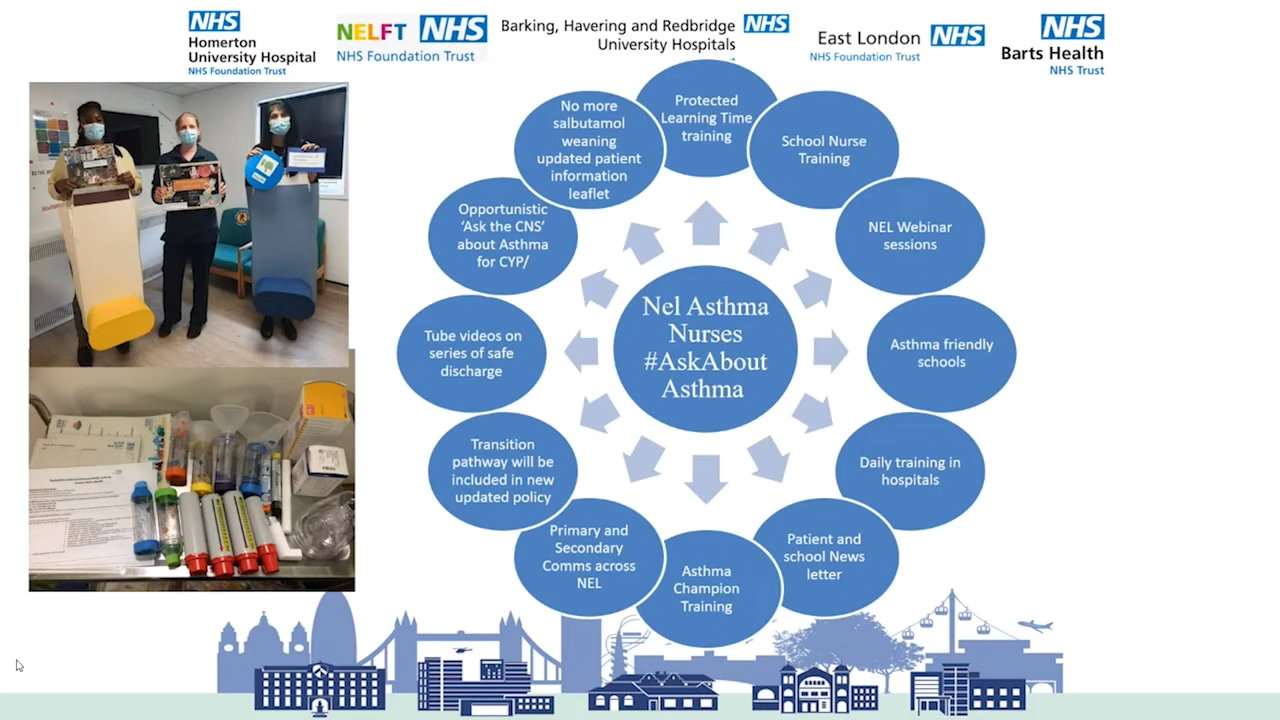 NHS
Homerton
University Hospital
NHS Foundation Trust
NELFT NHS
NHS Foundation Trust
Barking, Havering and Redbridge NHS
University Hospitals
East London NHS
NHS Foundation Trust
NHS
Barts Health
NHS Trust
Protected
Learning Time
training
School Nurse
Training
NEL Webinar
sessions
Asthma friendly
schools
Daily training in
hospitals
Patient and
school News
letter
Asthma
Champion
Training
Primary and
Secondary
Comms across
NEL
Transition
pathway will be
included in new
updated policy
Tube videos on
series of safe
discharge
Opportunistic
‘Ask the CNS’
about Asthma
for CYP/
No more
salbutamol
weaning
updated patient
information
leaflet
Nel Asthma
Nurses
#AskAbout
Asthma